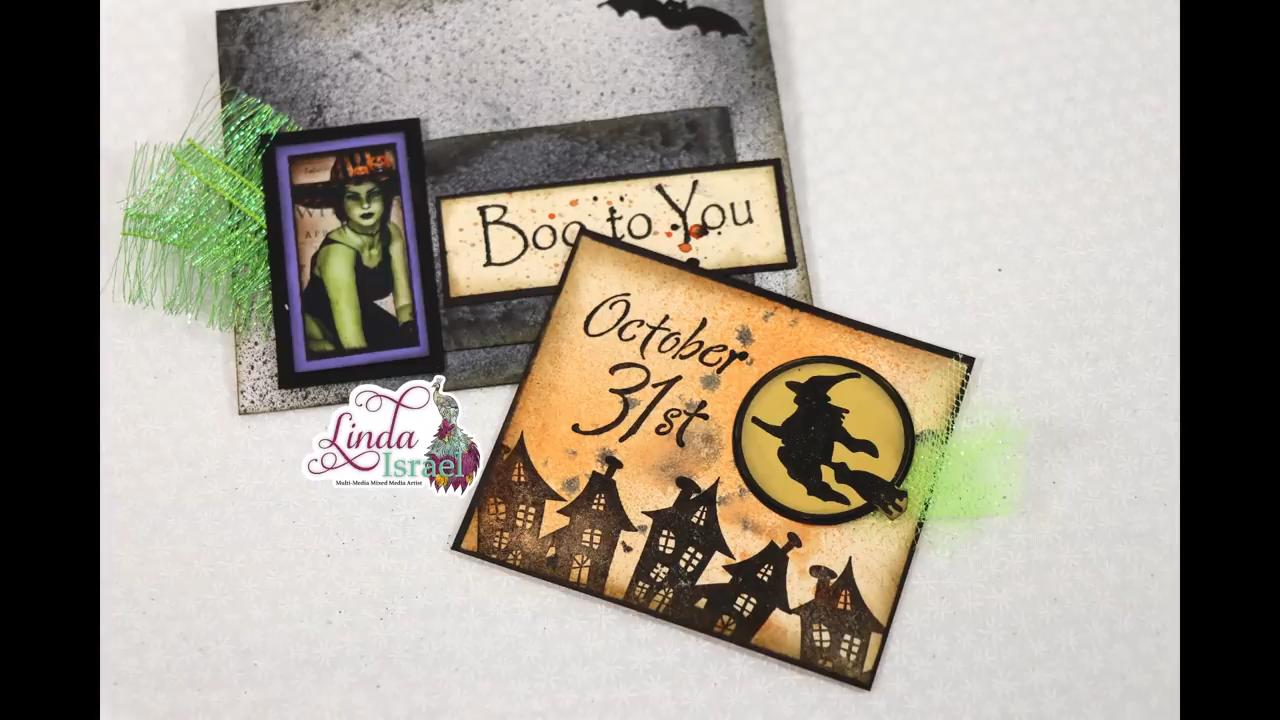 Boo to You
October
31st
Linda
Israel
Multi-Media Mixed Media Artist